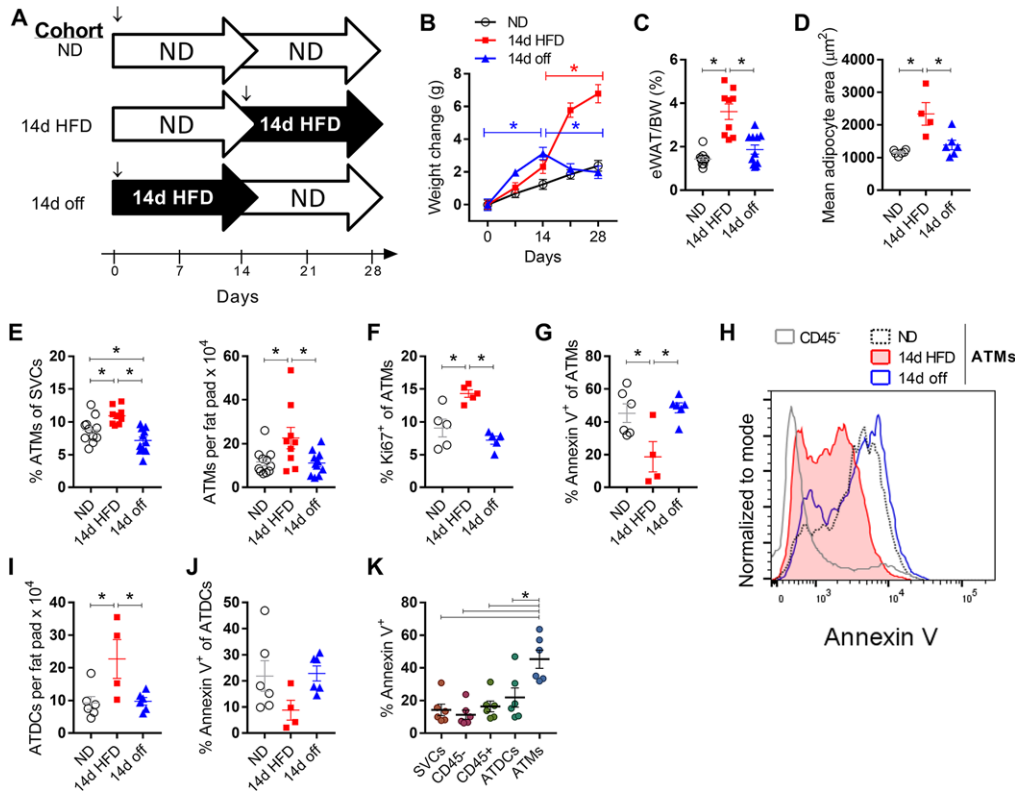 A
Cohort
ND
ND
ND
14d HFD
ND
14d HFD
14d off
14d HFD
ND
0
7
14
21
28
Days
B
ND
14d HFD
14d off
Weight change (g)
8
6
4
2
0
*
*
*
0
14
28
Days
C
eWAT/BW (%)
6
4
2
0
* *
ND
14d HFD
14d off
D
Mean adipocyte area (μm²)
5000
4000
3000
2000
1000
0
* *
ND
14d HFD
14d off
E
% ATMs of SVCs
20
15
10
5
0
*
* *
ND
14d HFD
14d off
ATMs per fat pad x 10⁴
60
40
20
0
* *
ND
14d HFD
14d off
F
% Ki67⁺ of ATMs
20
15
10
5
0
* *
ND
14d HFD
14d off
G
% Annexin V⁺ of ATMs
100
80
60
40
20
0
* *
ND
14d HFD
14d off
H
CD45⁻
ND
14d HFD
14d off
ATMs
Normalized to mode
0
10³
10⁴
10⁵
Annexin V
I
ATDCs per fat pad x 10⁴
40
30
20
10
0
* *
ND
14d HFD
14d off
J
% Annexin V⁺ of ATDCs
50
40
30
20
10
0
ND
14d HFD
14d off
K
% Annexin V⁺
80
60
40
20
0
*
SVCs
CD45-
CD45+
ATDCs
ATMs